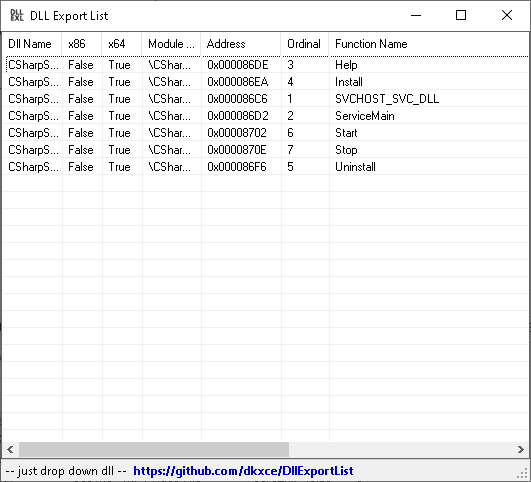 DLL EXL DLL Export List
Dll Name x86 x64 Module ... Address Ordinal Function Name
CSharpS... False True \CShar... 0x000086DE 3 Help
CSharpS... False True \CShar... 0x000086EA 4 Install
CSharpS... False True \CShar... 0x000086C6 1 SVCHOST_SVC_DLL
CSharpS... False True \CShar... 0x000086D2 2 ServiceMain
CSharpS... False True \CShar... 0x00008702 6 Start
CSharpS... False True \CShar... 0x0000870E 7 Stop
CSharpS... False True \CShar... 0x000086F6 5 Uninstall
-- just drop down dll -- https://github.com/dkxce/DllExportList